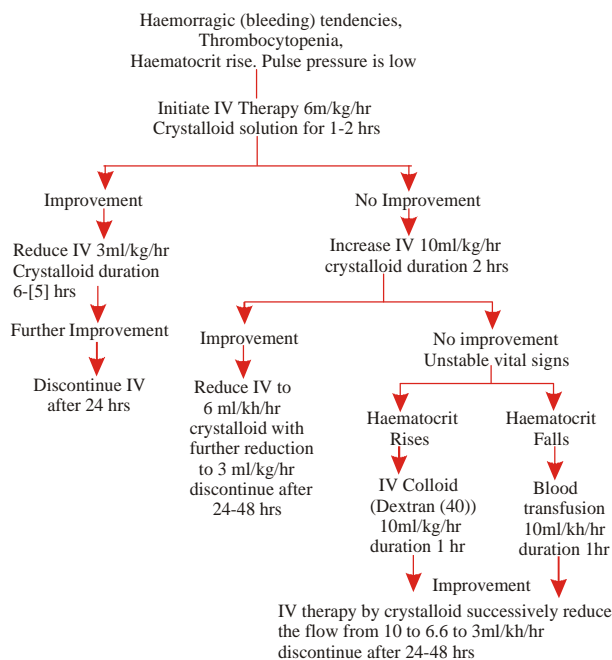 Haemorragic (bleeding) tendencies,
Thrombocytopenia,
Haematocrit rise. Pulse pressure is low
Initiate IV Therapy 6m/kg/hr
Crystalloid solution for 1-2 hrs
Improvement
No Improvement
Reduce IV 3ml/kg/hr
Crystalloid duration
6-[5] hrs
Increase IV 10ml/kg/hr
crystalloid duration 2 hrs
Further Improvement
Discontinue IV
after 24 hrs
Improvement
No improvement
Unstable vital signs
Reduce IV to
6 ml/kh/hr
crystalloid with
further reduction
to 3 ml/kg/hr
discontinue after
24-48 hrs
Haematocrit
Rises
Haematocrit
Falls
IV Colloid
(Dextran (40))
10ml/kg/hr
duration 1 hr
Blood
transfusion
10ml/kh/hr
duration 1hr
Improvement
IV therapy by crystalloid successively reduce
the flow from 10 to 6.6 to 3ml/kh/hr
discontinue after 24-48 hrs